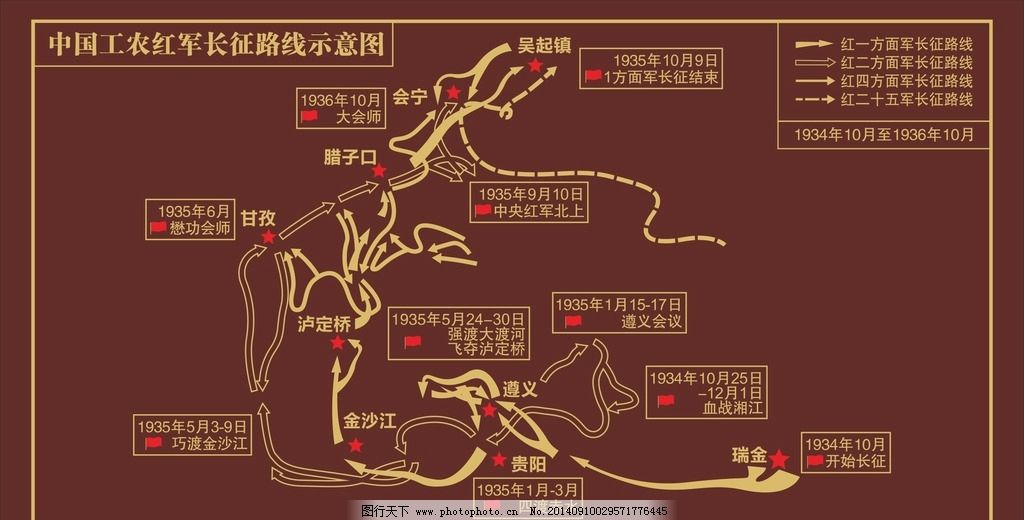 中国工农红军长征路线示意图
红一方面军长征路线
红二方面军长征路线
红四方面军长征路线
红二十五军长征路线
1934年10月至1936年10月
吴起镇
1935年10月9日
1方面军长征结束
会宁
1936年10月
大会师
腊子口
1935年9月10日
中央红军北上
1935年6月
懋功会师
甘孜
泸定桥
1935年5月24-30日
强渡大渡河
飞夺泸定桥
1935年1月15-17日
遵义会议
遵义
1934年10月25日
-12月1日
血战湘江
金沙江
1935年5月3-9日
巧渡金沙江
贵阳
瑞金
1934年10月
开始长征
1935年1月-3月
四渡赤水
图行天下 www.photophoto.cn No.20140910029571776445